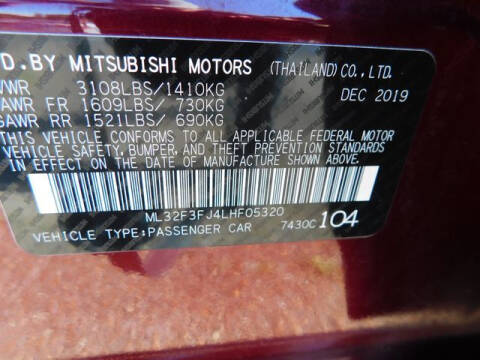 D.BY MITSUBISHI MOTORS (THAILAND) CO., LTD.
VWR 3108LBS/1410KG DEC 2019
AWR FR 1609LBS/ 730KG
GAWR RR 1521LBS/ 690KG
THIS VEHICLE CONFORMS TO ALL APPLICABLE FEDERAL MOTOR
VEHICLE SAFETY, BUMPER, AND THEFT PREVENTION STANDARDS
IN EFFECT ON THE DATE OF MANUFACTURE SHOWN ABOVE.
ML32F3FJ4LHF05320
VEHICLE TYPE:PASSENGER CAR 7430C 104